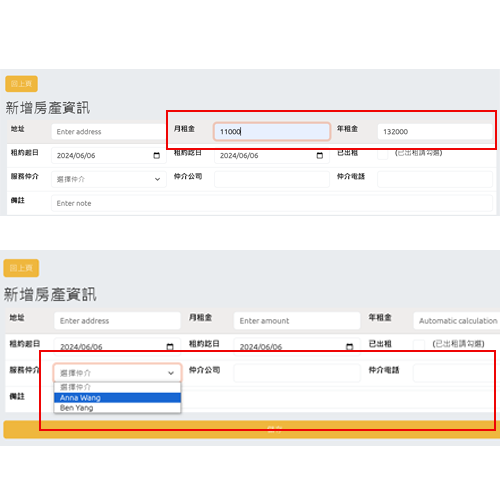 回上頁
新增房產資訊
地址 Enter address 月租金 11000 年租金 132000
租約起日 2024/06/06 租約訖日 2024/06/06 已出租 (已出租請勾選)
服務仲介 選擇仲介 仲介公司 仲介電話
備註 Enter note
回上頁
新增房產資訊
地址 Enter address 月租金 Enter amount 年租金 Automatic calculation
租約起日 2024/06/06 租約訖日 2024/06/06 已出租 (已出租請勾選)
服務仲介 選擇仲介 仲介公司 仲介電話
選擇仲介
Anna Wang
備註
Ben Yang